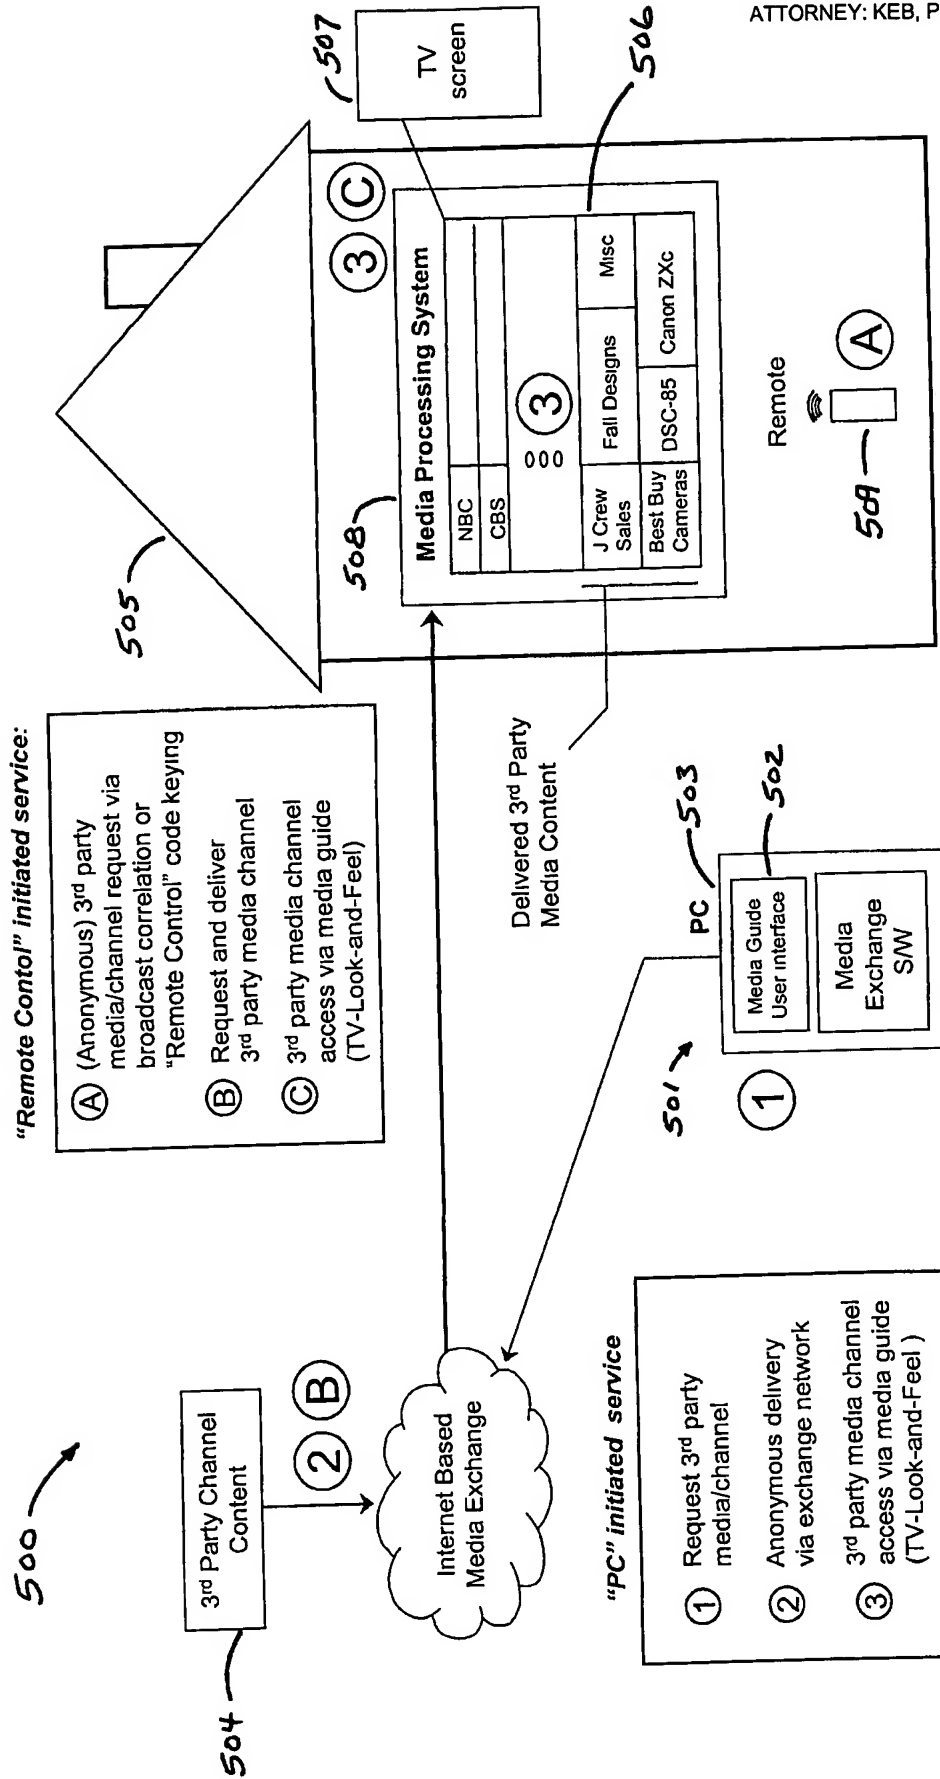 ATTORNEY: KEB, P
500
504
3rd Party Channel
Content
2
B
Internet Based
Media Exchange
"Remote Contol" initiated service:
A (Anonymous) 3rd party
media/channel request via
broadcast correlation or
"Remote Control" code keying
B Request and deliver
3rd party media channel
C 3rd party media channel
access via media guide
(TV-Look-and-Feel)
505
3
C
507
TV
screen
508
Media Processing System
NBC
CBS
000
3
J Crew
Sales
Fall Designs
Misc
Best Buy
Cameras
DSC-85
Canon ZXc
506
Delivered 3rd Party
Media Content
Remote
A
509
"PC" initiated service
1 Request 3rd party
media/channel
2 Anonymous delivery
via exchange network
3 3rd party media channel
access via media guide
(TV-Look-and-Feel )
501
1
PC
503
502
Media Guide
User interface
Media
Exchange
S/W